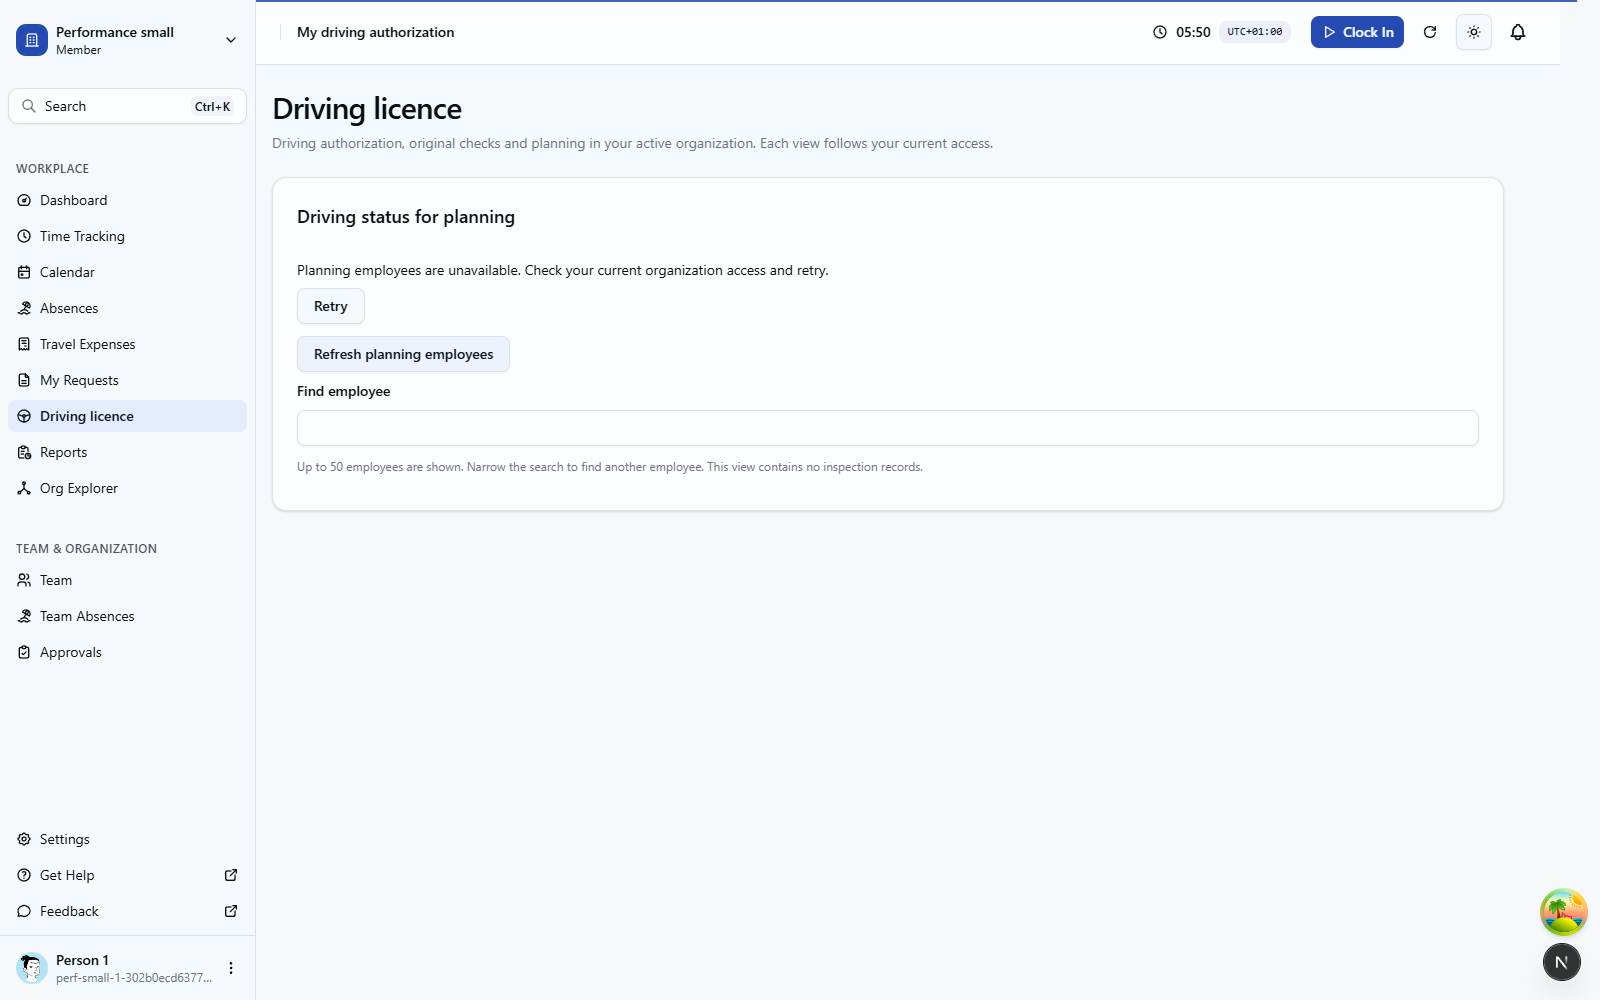 Performance small
Member
Search
Ctrl+K
WORKPLACE
Dashboard
Time Tracking
Calendar
Absences
Travel Expenses
My Requests
Driving licence
Reports
Org Explorer
TEAM & ORGANIZATION
Team
Team Absences
Approvals
Settings
Get Help
Feedback
Person 1
perf-small-1-302b0ecd6377...
My driving authorization
05:50
UTC+01:00
Clock In
Driving licence
Driving authorization, original checks and planning in your active organization. Each view follows your current access.
Driving status for planning
Planning employees are unavailable. Check your current organization access and retry.
Retry
Refresh planning employees
Find employee
Up to 50 employees are shown. Narrow the search to find another employee. This view contains no inspection records.
N